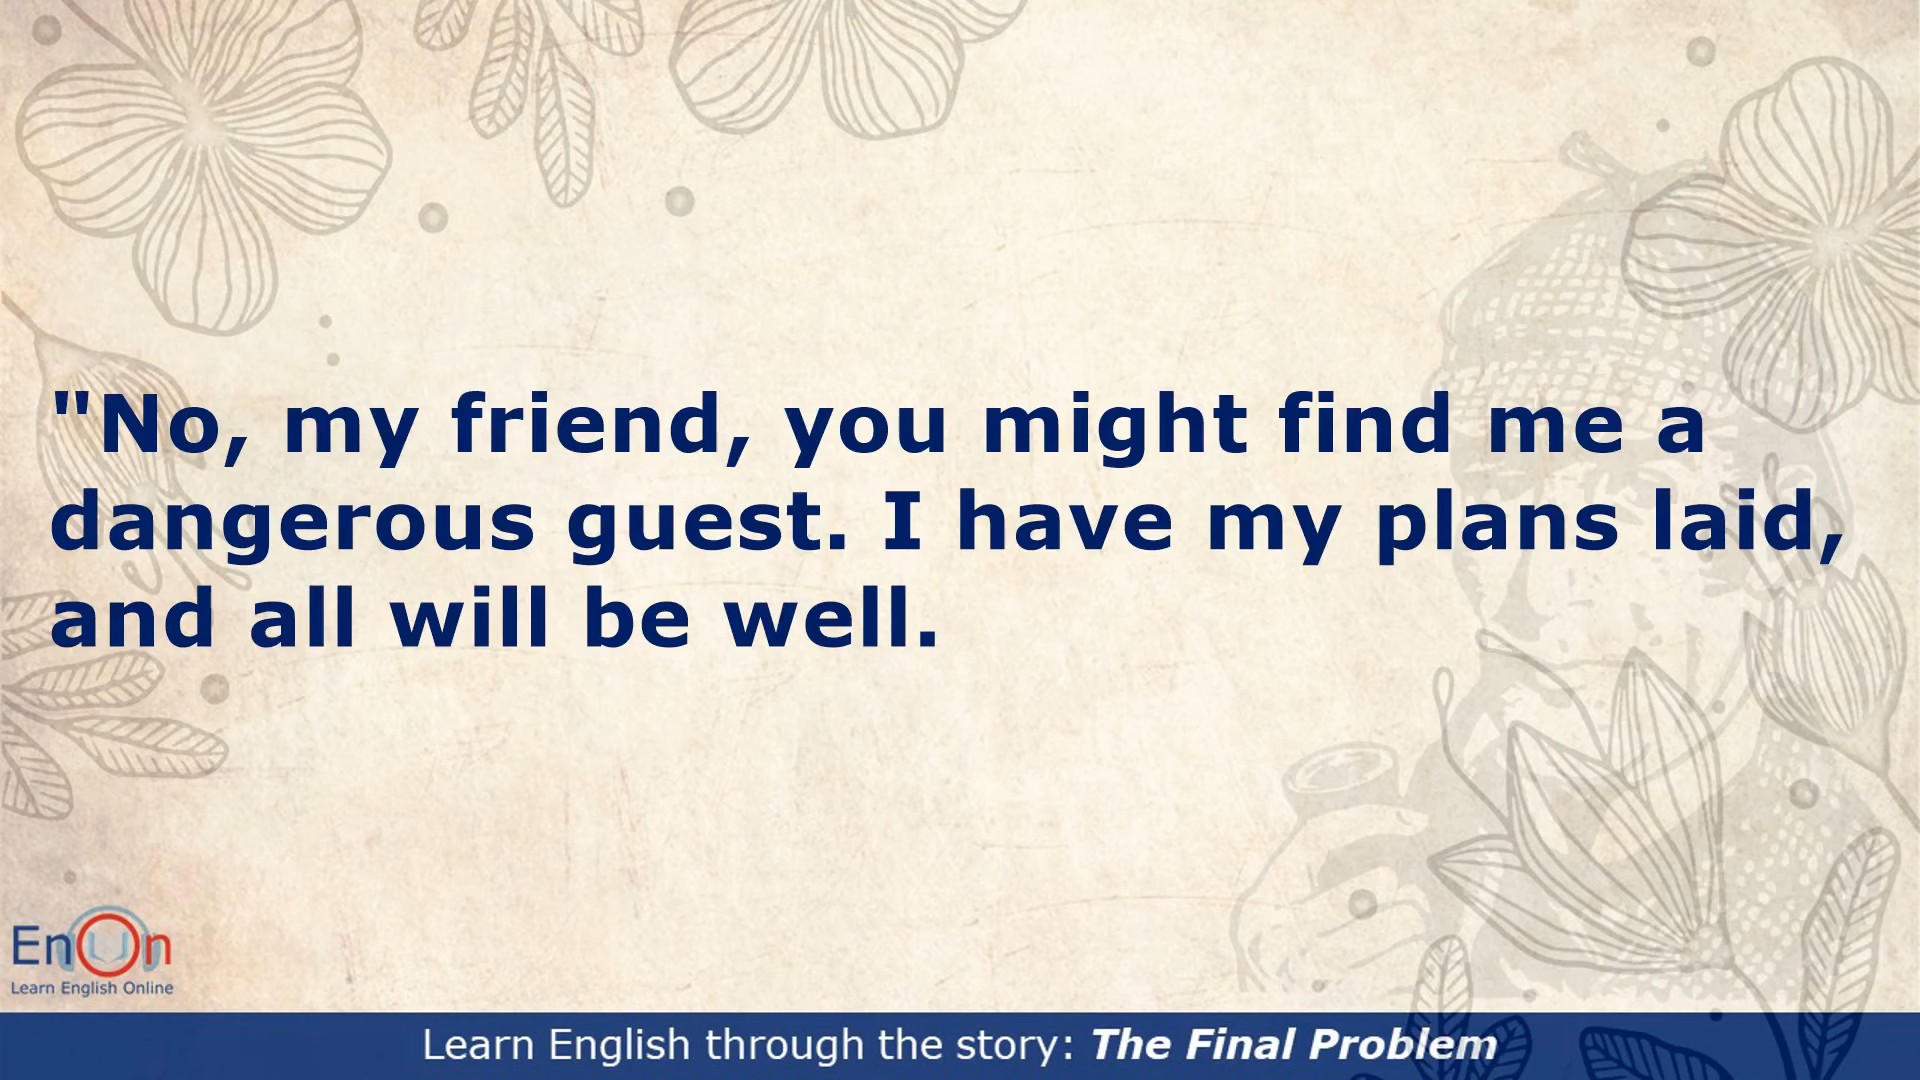 "No, my friend, you might find me a
dangerous guest. I have my plans laid,
and all will be well.
EnOn
Learn English Online
Learn English through the story: The Final Problem